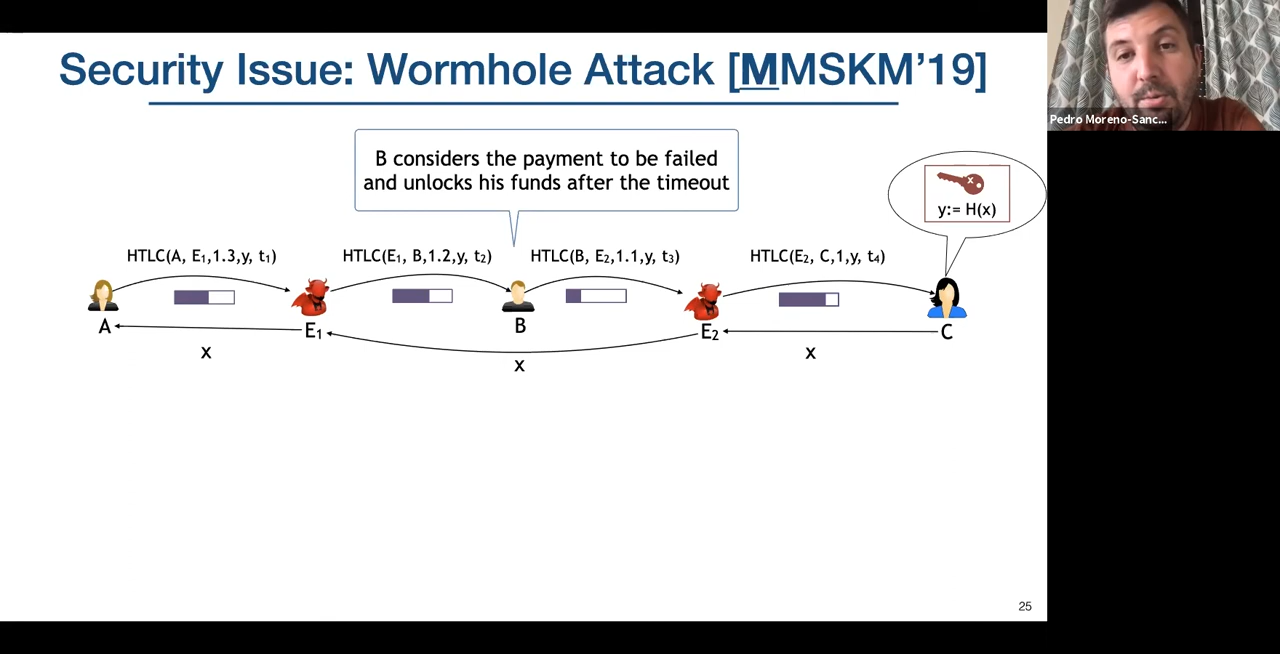 Security Issue: Wormhole Attack [MMSKM'19]
Pedro Moreno-Sanc...
B considers the payment to be failed
and unlocks his funds after the timeout
x
y:= H(x)
HTLC(A, E₁,1.3,y, t₁)
HTLC(E₁, B,1.2,y, t₂)
HTLC(B, E₂,1.1,y, t₃)
HTLC(E₂, C,1,y, t₄)
A
E₁
B
E₂
C
x
x
x
25